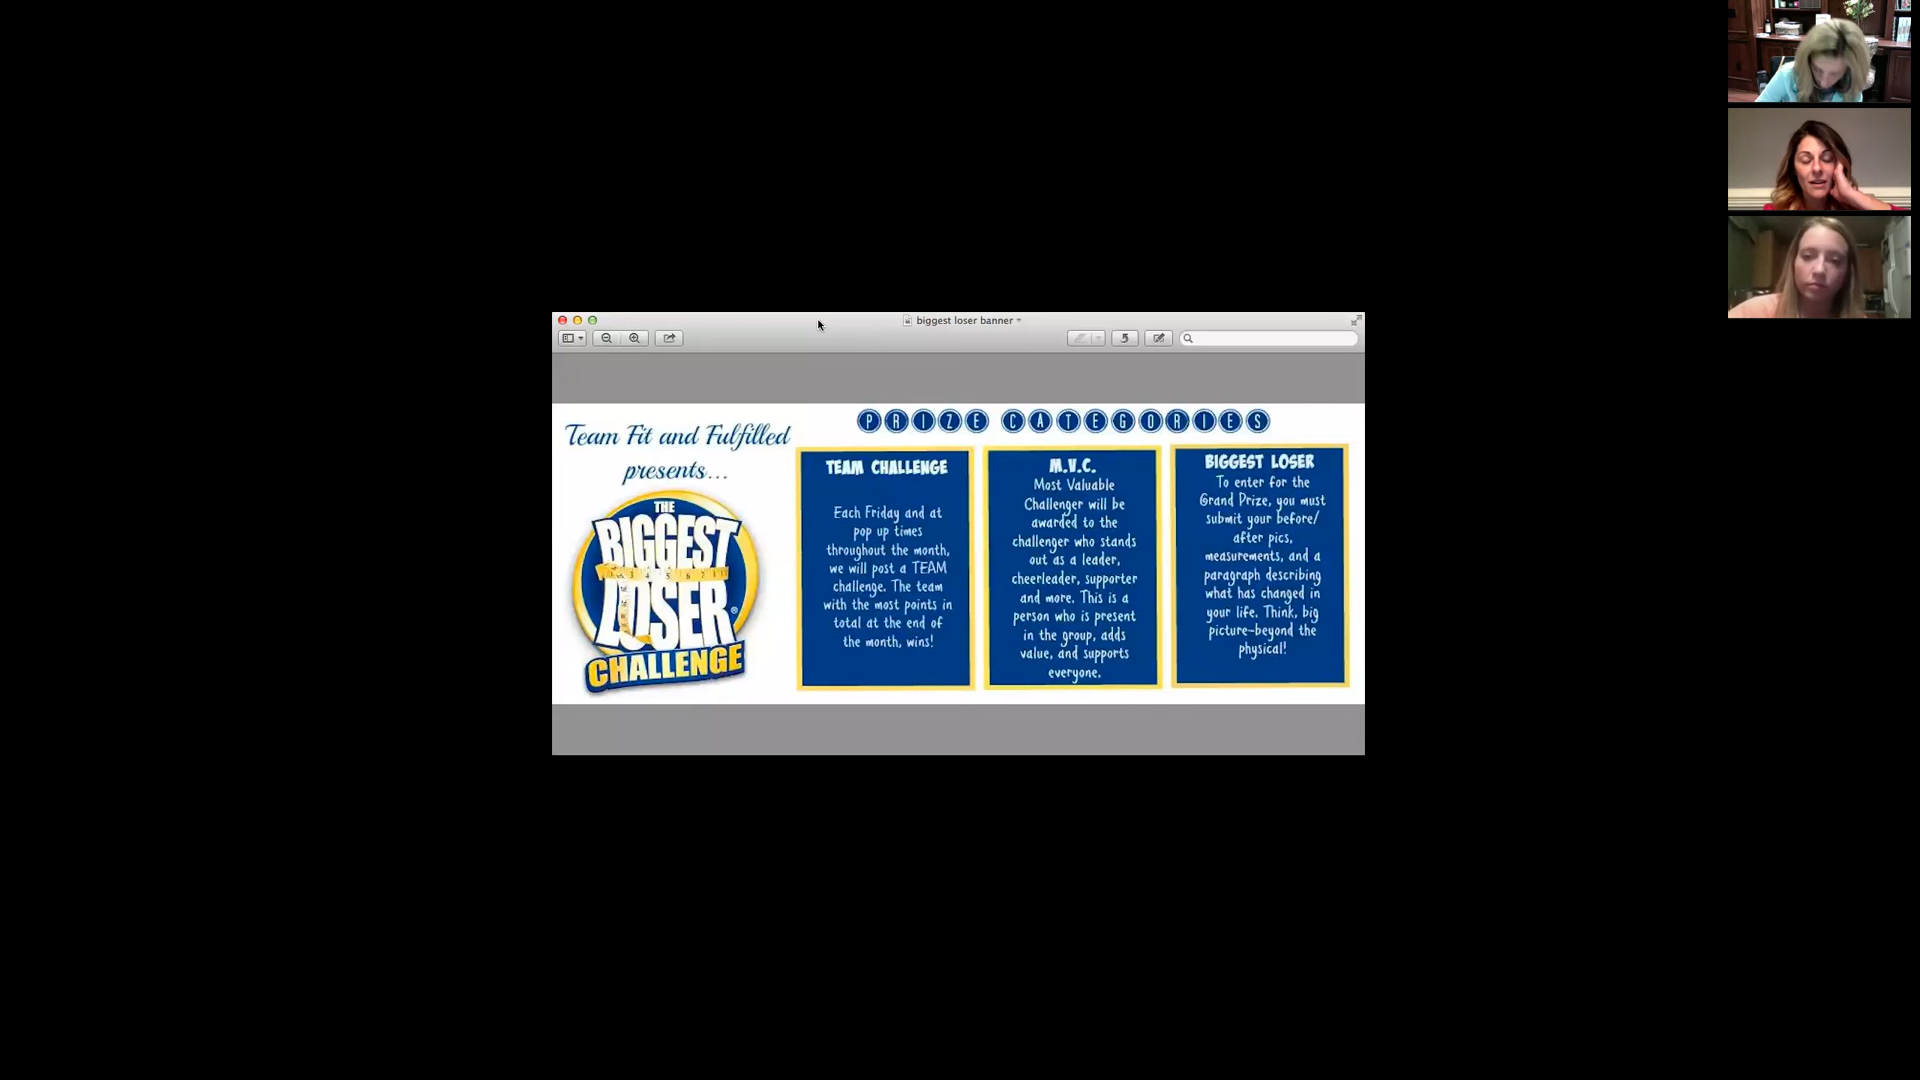 biggest loser banner
Team Fit and Fulfilled
presents...
THE
BIGGEST
LOSER®
CHALLENGE
PRIZE CATEGORIES
TEAM CHALLENGE
Each Friday and at
pop up times
throughout the month,
we will post a TEAM
challenge. The team
with the most points in
total at the end of
the month, wins!
M.V.C.
Most Valuable
Challenger will be
awarded to the
challenger who stands
out as a leader,
cheerleader, supporter
and more. This is a
person who is present
in the group, adds
value, and supports
everyone.
BIGGEST LOSER
To enter for the
Grand Prize, you must
submit your before/
after pics,
measurements, and a
paragraph describing
what has changed in
your life. Think, big
picture-beyond the
physical!